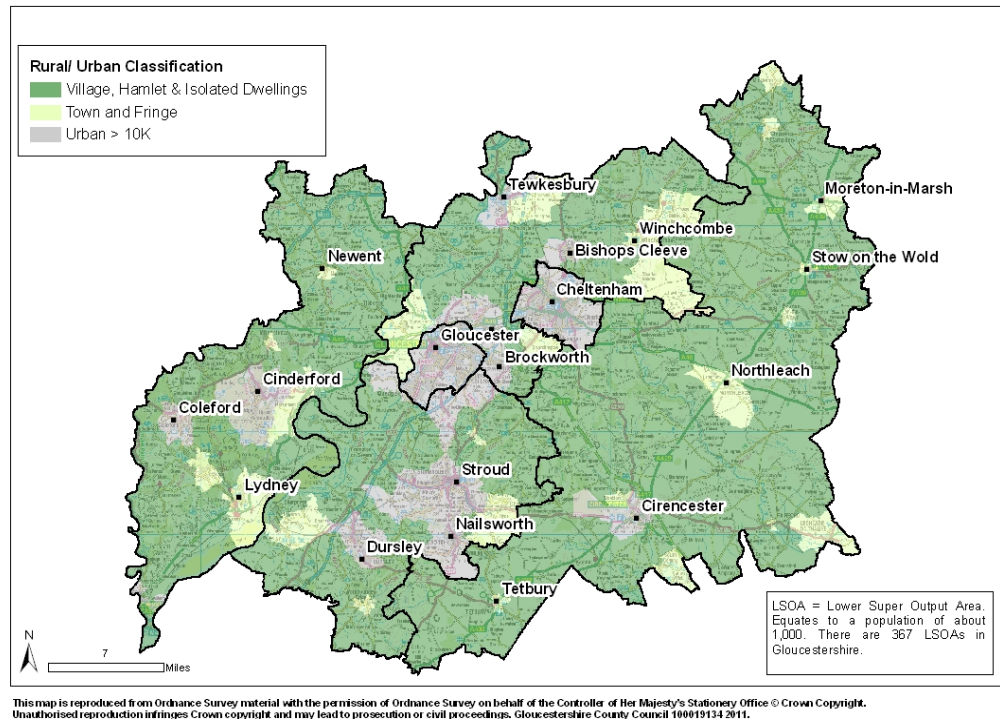 Rural/ Urban Classification
Village, Hamlet & Isolated Dwellings
Town and Fringe
Urban > 10K
Tewkesbury
Moreton-in-Marsh
Winchcombe
Bishops Cleeve
Newent
Stow on the Wold
Cheltenham
Gloucester
Brockworth
Northleach
Cinderford
Coleford
Stroud
Lydney
Cirencester
Nailsworth
Dursley
Tetbury
LSOA = Lower Super Output Area.
Equates to a population of about
1,000. There are 367 LSOAs in
Gloucestershire.
N
7
Miles
This map is reproduced from Ordnance Survey material with the permission of Ordnance Survey on behalf of the Controller of Her Majesty's Stationery Office © Crown Copyright.
Unauthorised reproduction infringes Crown copyright and may lead to prosecution or civil proceedings. Gloucestershire County Council 100019134 2011.